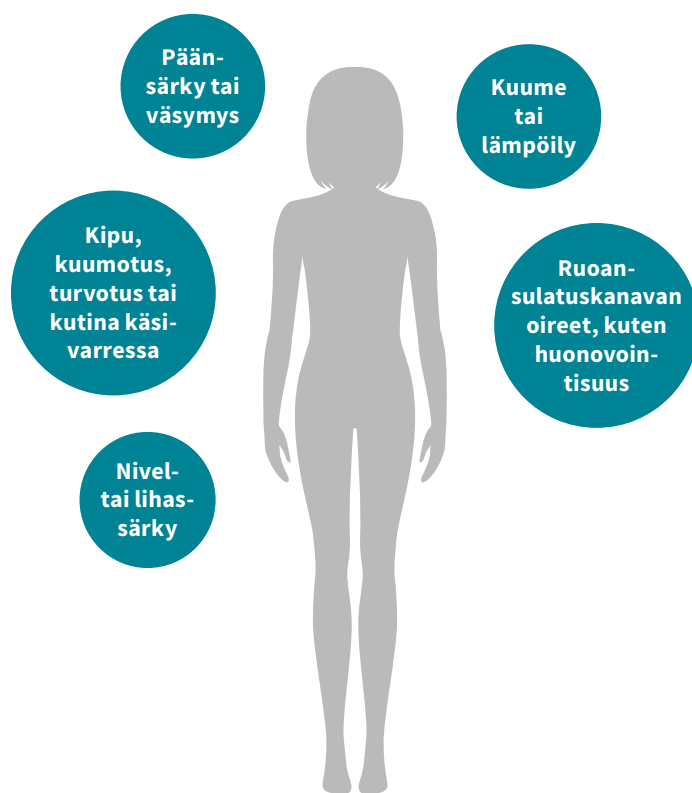 Pään-
särky tai
väsymys
Kuume
tai
lämpöily
Kipu,
kuumotus,
turvotus tai
kutina käsi-
varressa
Ruoan-
sulatuskanavan
oireet, kuten
huonovoin-
tisuus
Nivel-
tai lihas-
särky